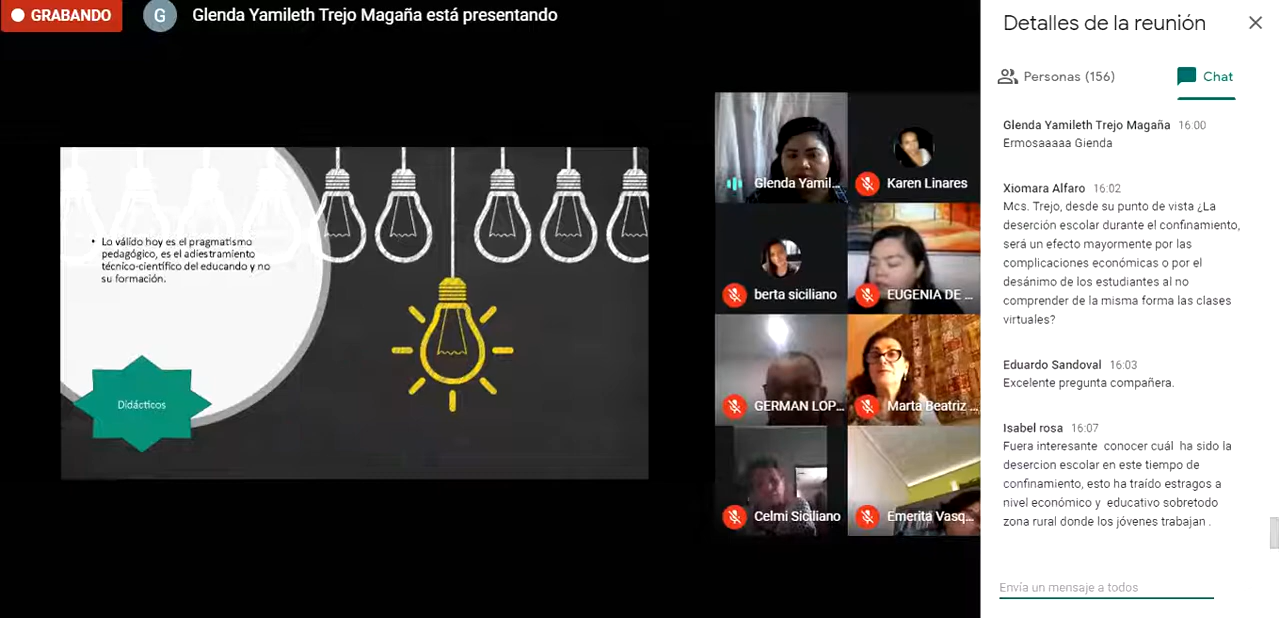 GRABANDO
G
Glenda Yamileth Trejo Magaña está presentando
• Lo válido hoy es el pragmatismo
pedagógico, es el adiestramiento
técnico-científico del educando y no
su formación.
Didácticos
Glenda Yamil...
Karen Linares
berta siciliano
EUGENIA DE ...
GERMAN LOP...
Marta Beatriz ...
Celmi Siciliano
Emerita Vasq...
Detalles de la reunión
Personas (156)
Chat
Glenda Yamileth Trejo Magaña 16:00
Ermosaaaaa Gienda
Xiomara Alfaro 16:02
Mcs. Trejo, desde su punto de vista ¿La
deserción escolar durante el confinamiento,
será un efecto mayormente por las
complicaciones económicas o por el
desánimo de los estudiantes al no
comprender de la misma forma las clases
virtuales?
Eduardo Sandoval 16:03
Excelente pregunta compañera.
Isabel rosa 16:07
Fuera interesante conocer cuál ha sido la
desercion escolar en este tiempo de
confinamiento, esto ha traído estragos a
nivel económico y educativo sobretodo
zona rural donde los jóvenes trabajan .
Envía un mensaje a todos